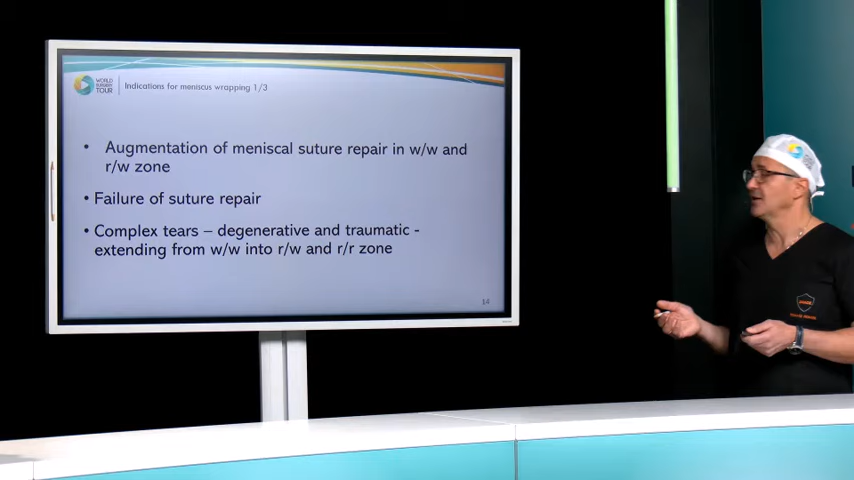 WORLD
TOUR
Indications for meniscus wrapping 1/3
• Augmentation of meniscal suture repair in w/w and
r/w zone
• Failure of suture repair
• Complex tears – degenerative and traumatic -
extending from w/w into r/w and r/r zone
14